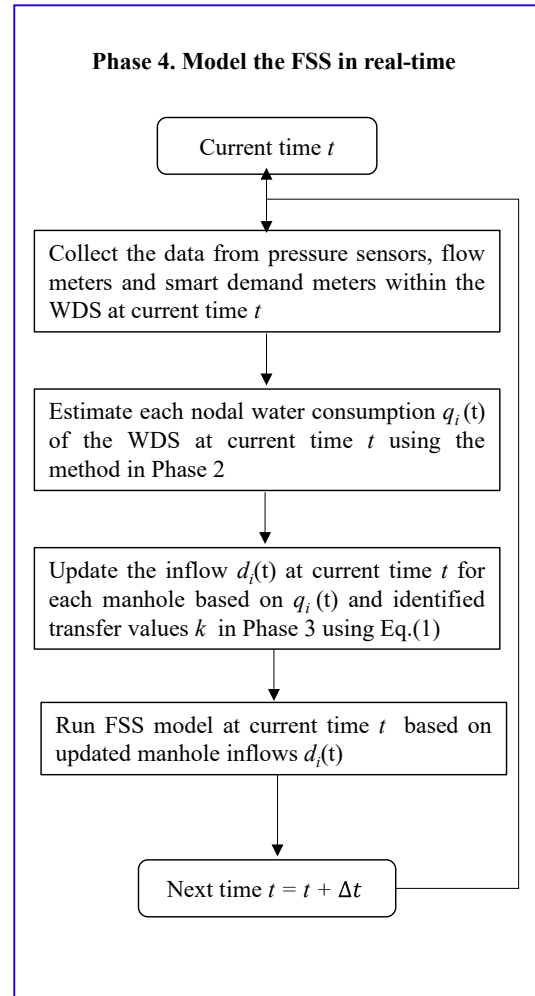 Phase 4. Model the FSS in real-time
Current time t
Collect the data from pressure sensors, flow
meters and smart demand meters within the
WDS at current time t
Estimate each nodal water consumption qᵢ (t)
of the WDS at current time t using the
method in Phase 2
Update the inflow dᵢ(t) at current time t for
each manhole based on qᵢ (t) and identified
transfer values k in Phase 3 using Eq.(1)
Run FSS model at current time t based on
updated manhole inflows dᵢ(t)
Next time t = t + Δt